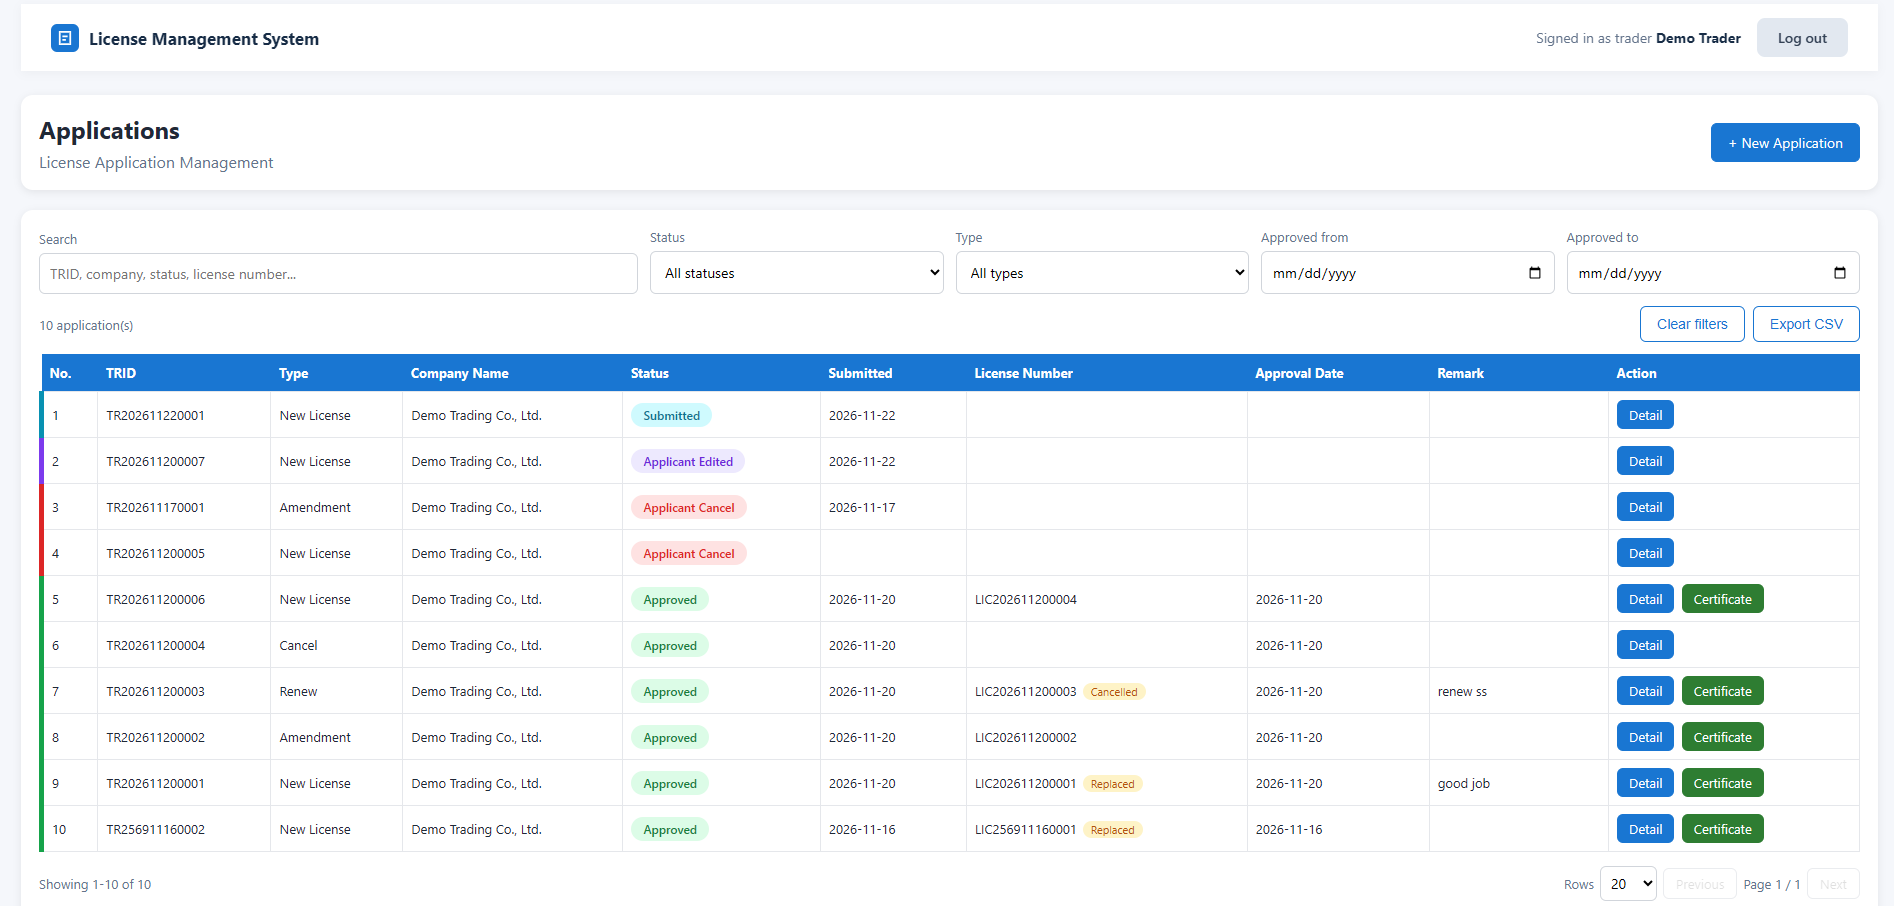 License Management System
Signed in as trader Demo Trader
Log out
Applications
License Application Management
+ New Application
Search
Status
Type
Approved from
Approved to
TRID, company, status, license number...
All statuses
All types
mm/dd/yyyy
mm/dd/yyyy
10 application(s)
Clear filters
Export CSV
No. TRID Type Company Name Status Submitted License Number Approval Date Remark Action
1 TR202611220001 New License Demo Trading Co., Ltd. Submitted 2026-11-22 Detail
2 TR202611200007 New License Demo Trading Co., Ltd. Applicant Edited 2026-11-22 Detail
3 TR202611170001 Amendment Demo Trading Co., Ltd. Applicant Cancel 2026-11-17 Detail
4 TR202611200005 New License Demo Trading Co., Ltd. Applicant Cancel Detail
5 TR202611200006 New License Demo Trading Co., Ltd. Approved 2026-11-20 LIC202611200004 2026-11-20 Detail Certificate
6 TR202611200004 Cancel Demo Trading Co., Ltd. Approved 2026-11-20 2026-11-20 Detail
7 TR202611200003 Renew Demo Trading Co., Ltd. Approved 2026-11-20 LIC202611200003 Cancelled 2026-11-20 renew ss Detail Certificate
8 TR202611200002 Amendment Demo Trading Co., Ltd. Approved 2026-11-20 LIC202611200002 2026-11-20 Detail Certificate
9 TR202611200001 New License Demo Trading Co., Ltd. Approved 2026-11-20 LIC202611200001 Replaced 2026-11-20 good job Detail Certificate
10 TR256911160002 New License Demo Trading Co., Ltd. Approved 2026-11-16 LIC256911160001 Replaced 2026-11-16 Detail Certificate
Showing 1-10 of 10
Rows 20 Previous Page 1 / 1 Next